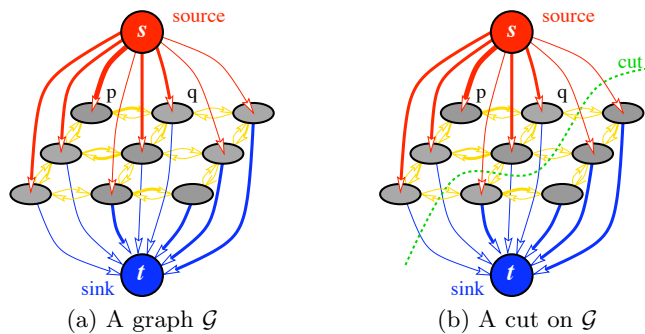 source
s
p
q
t
sink
(a) A graph 𝒢
source
s
cut
p
q
t
sink
(b) A cut on 𝒢